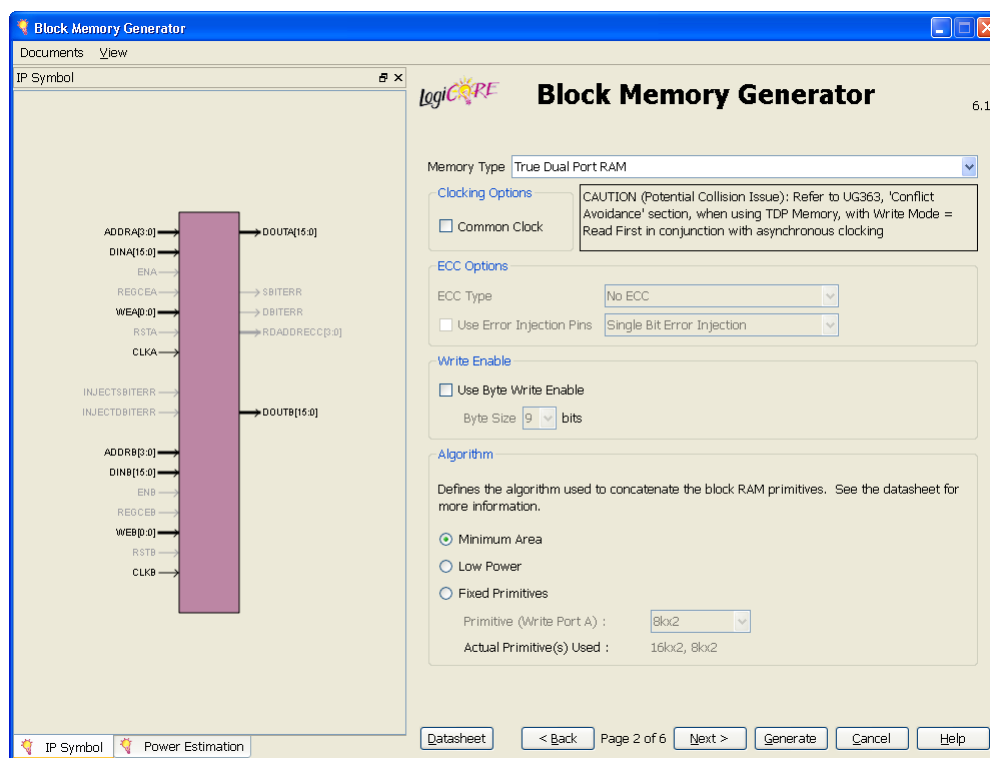 Block Memory Generator
Documents View
IP Symbol
ADDRA[3:0]
DOUTA[15:0]
DINA[15:0]
ENA
REGCEA
SBITERR
WEA[0:0]
DBITERR
RSTA
RDADDRECC[3:0]
CLKA
INJECTSBITERR
INJECTDBITERR
DOUTB[15:0]
ADDRB[3:0]
DINB[15:0]
ENB
REGCEB
WEB[0:0]
RSTB
CLKB
IP Symbol
Power Estimation
LogiCORE
Block Memory Generator
6.1
Memory Type True Dual Port RAM
Clocking Options
Common Clock
CAUTION (Potential Collision Issue): Refer to UG363, 'Conflict
Avoidance' section, when using TDP Memory, with Write Mode =
Read First in conjunction with asynchronous clocking
ECC Options
ECC Type No ECC
Use Error Injection Pins Single Bit Error Injection
Write Enable
Use Byte Write Enable
Byte Size 9 bits
Algorithm
Defines the algorithm used to concatenate the block RAM primitives. See the datasheet for
more information.
Minimum Area
Low Power
Fixed Primitives
Primitive (Write Port A) : 8kx2
Actual Primitive(s) Used : 16kx2, 8kx2
Datasheet < Back Page 2 of 6 Next > Generate Cancel Help